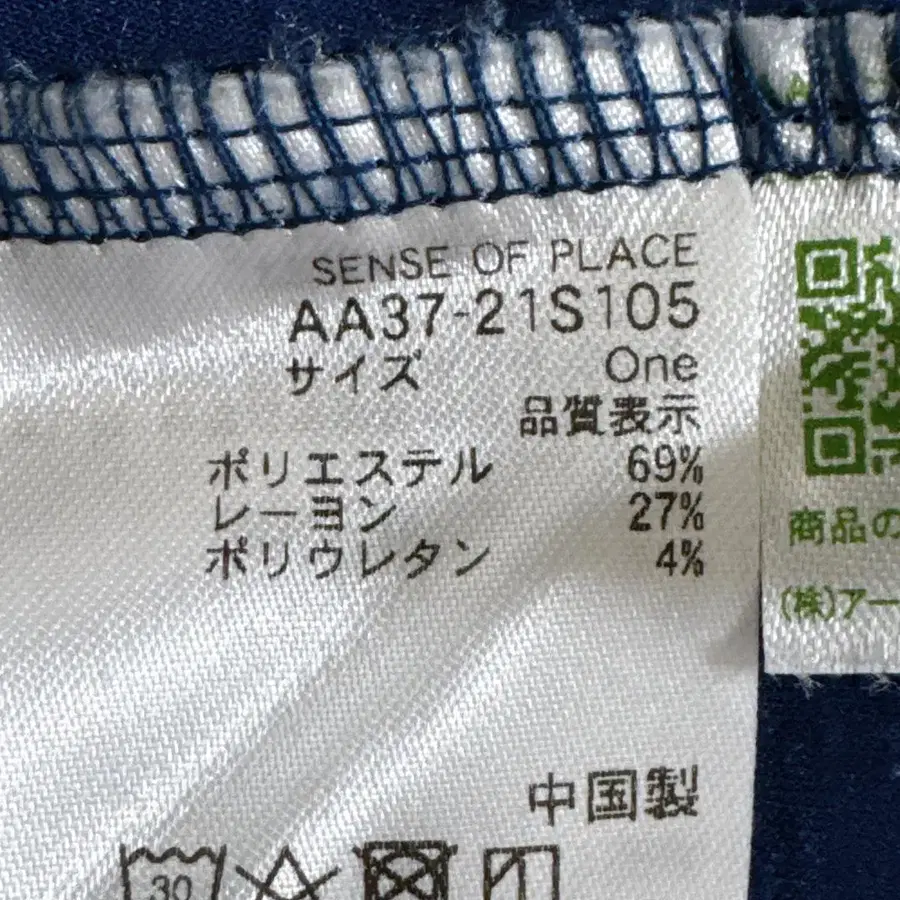 SENSE OF PLACE
AA37-21S105
サイズ One
品質表示
ポリエステル 69%
レーヨン 27%
ポリウレタン 4%
中国製
30
商品の
(株)アー